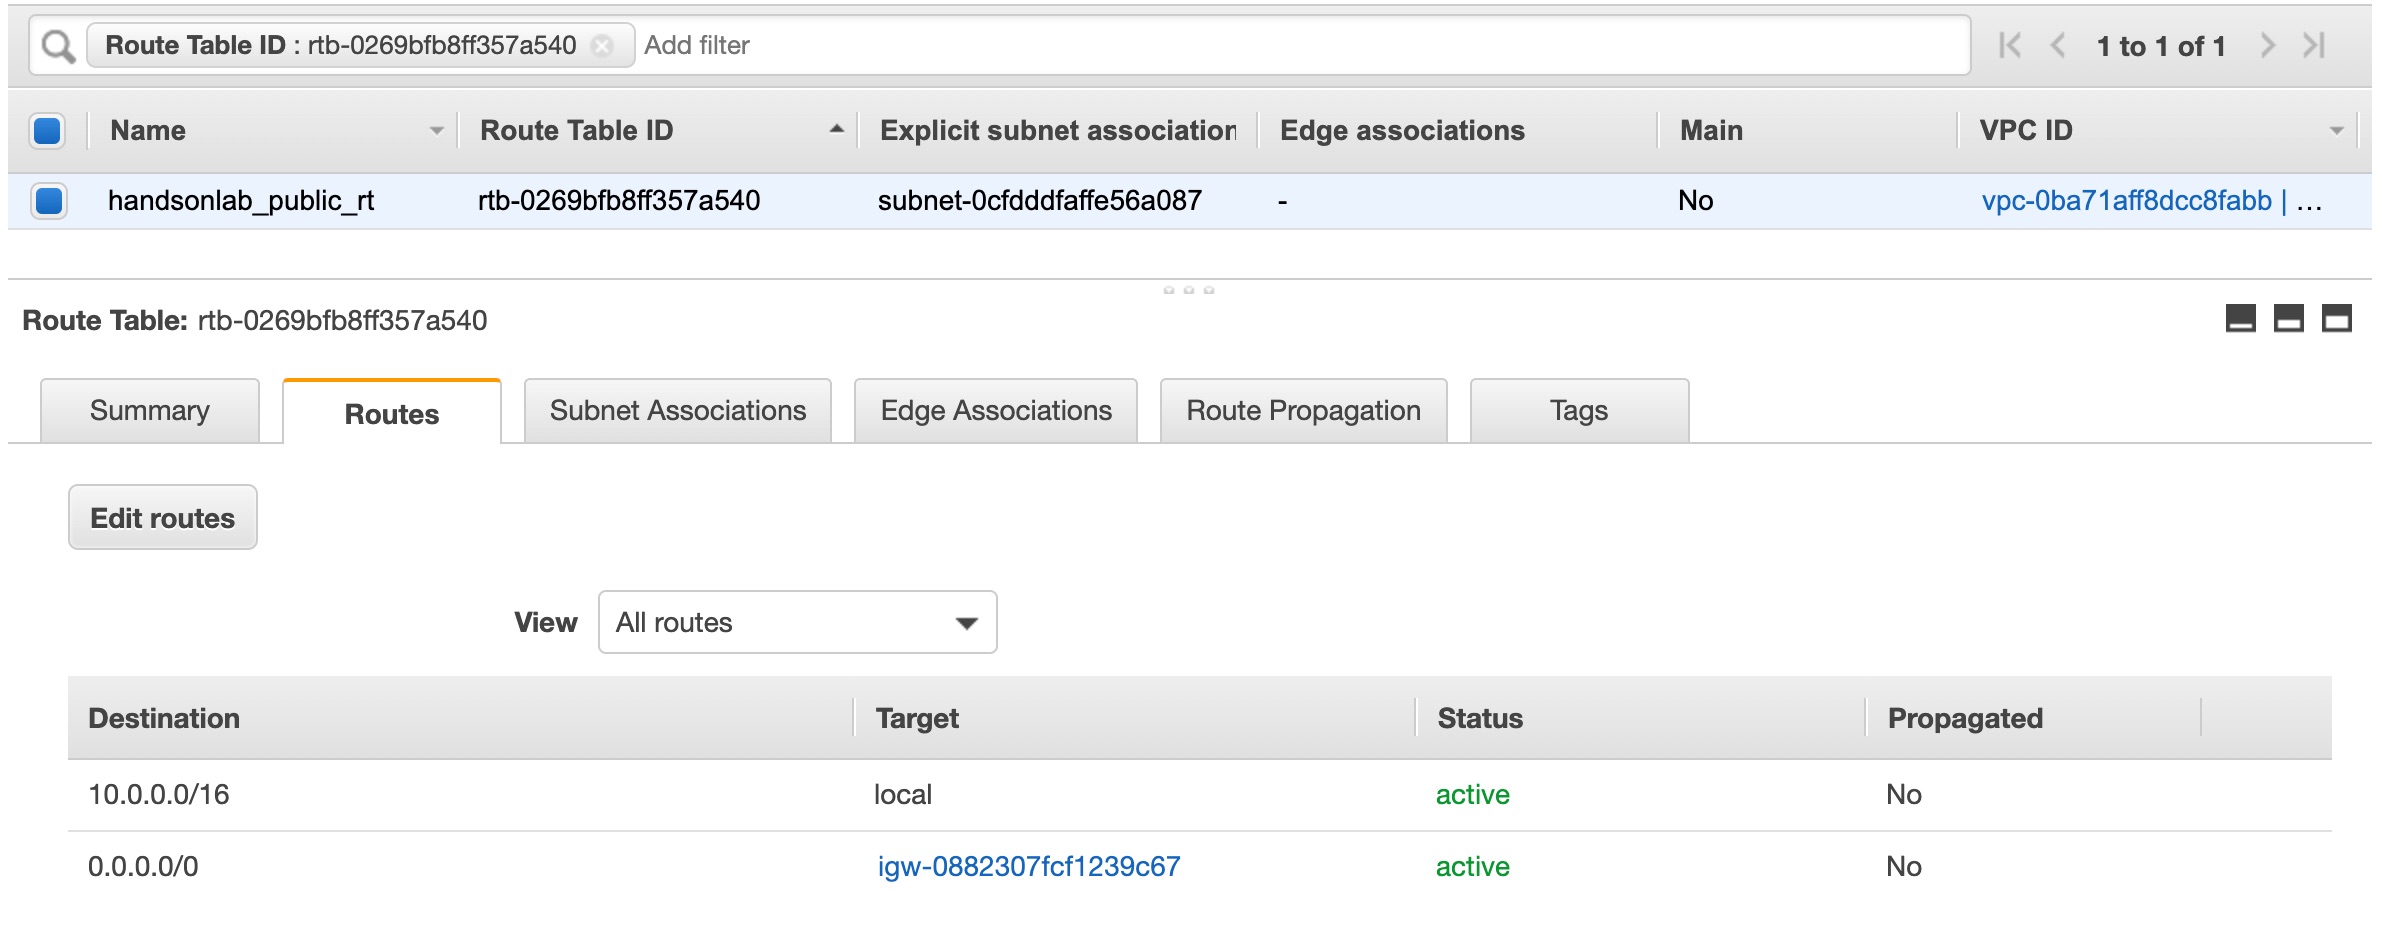 Route Table ID : rtb-0269bfb8ff357a540 Add filter 1 to 1 of 1
Name Route Table ID Explicit subnet association Edge associations Main VPC ID
handsonlab_public_rt rtb-0269bfb8ff357a540 subnet-0cfdddfaffe56a087 - No vpc-0ba71aff8dcc8fabb | ...
Route Table: rtb-0269bfb8ff357a540
Summary Routes Subnet Associations Edge Associations Route Propagation Tags
Edit routes
View All routes
Destination Target Status Propagated
10.0.0.0/16 local active No
0.0.0.0/0 igw-0882307fcf1239c67 active No